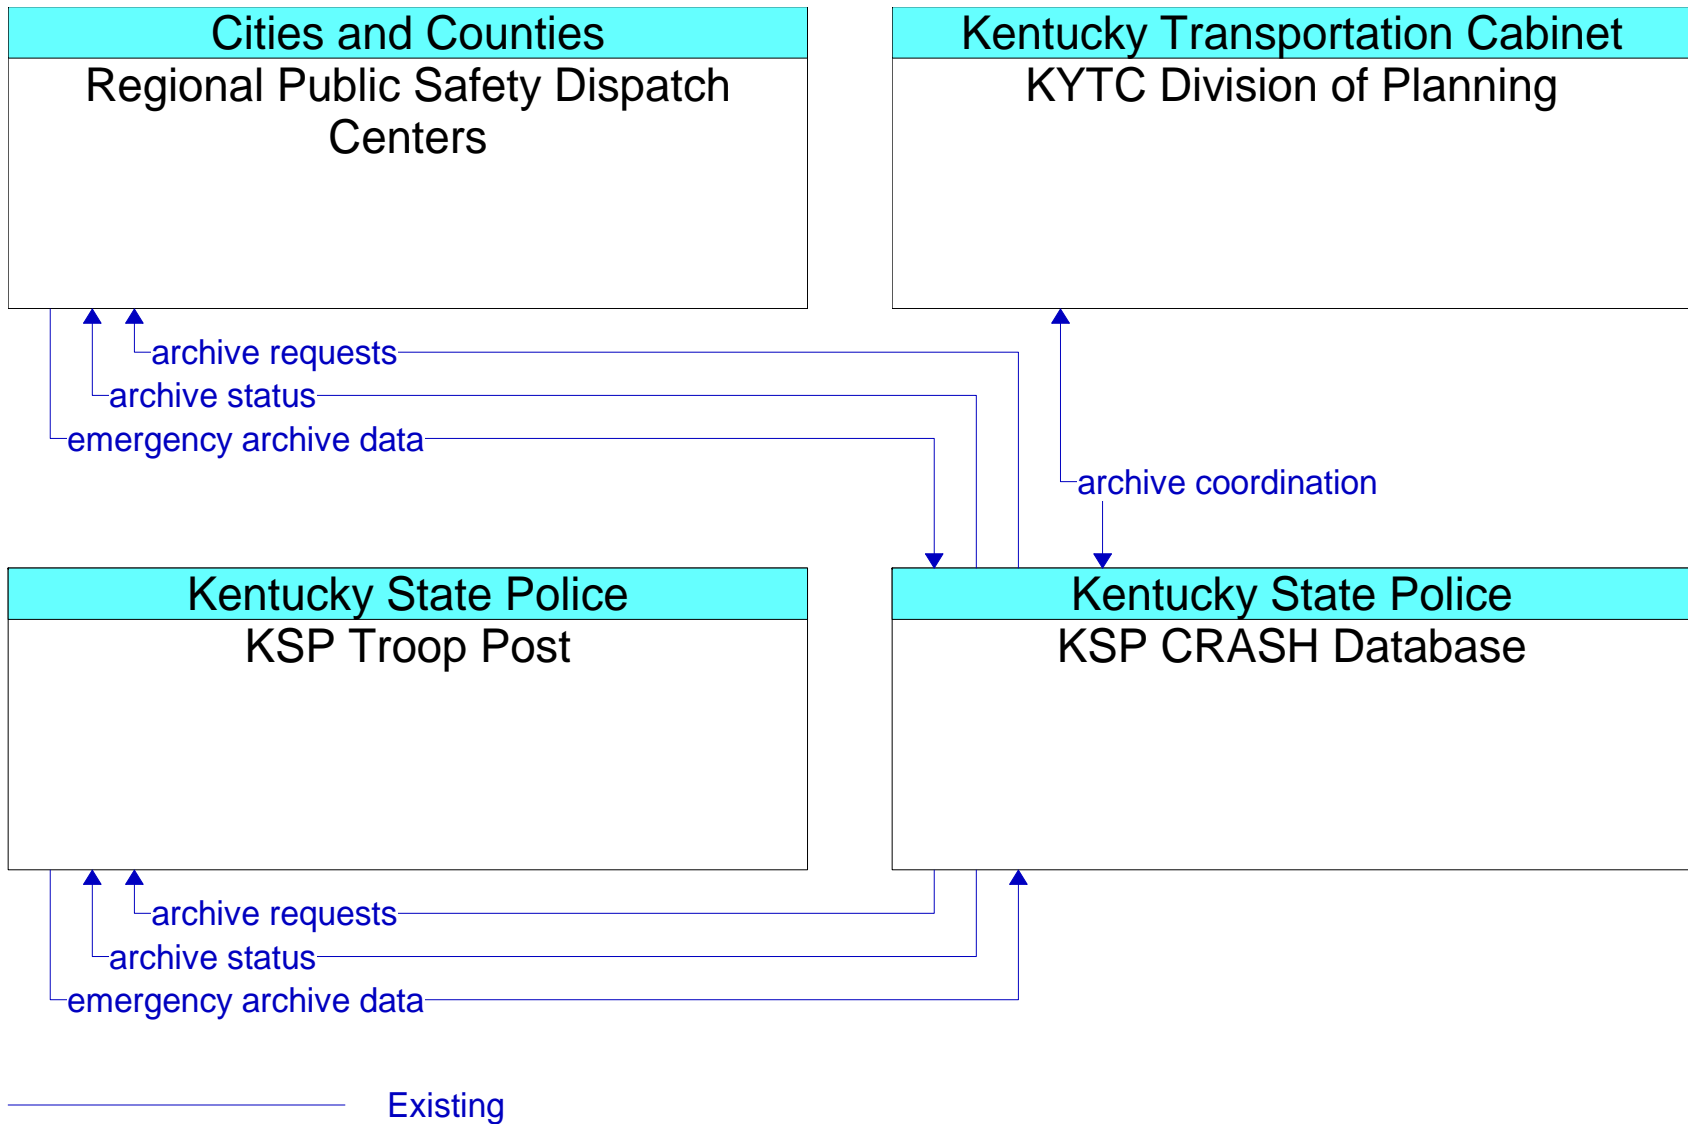 Cities and Counties
Regional Public Safety Dispatch
Centers
Kentucky Transportation Cabinet
KYTC Division of Planning
archive requests
archive status
emergency archive data
archive coordination
Kentucky State Police
KSP Troop Post
Kentucky State Police
KSP CRASH Database
archive requests
archive status
emergency archive data
Existing